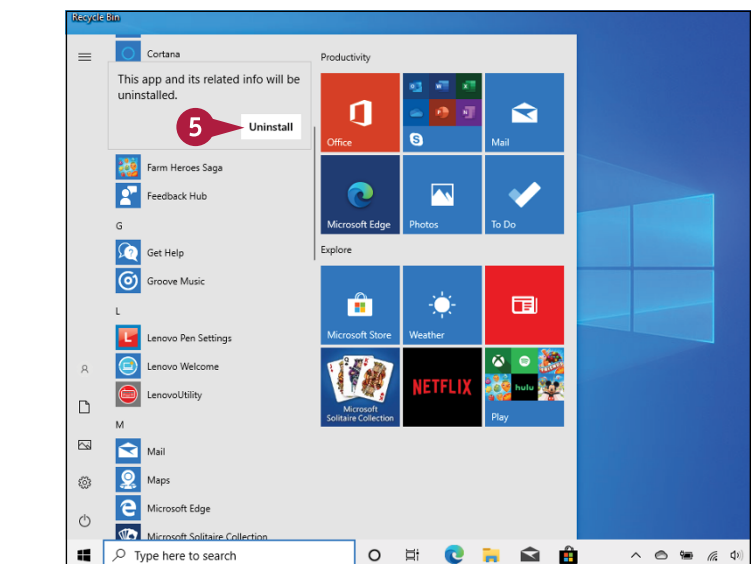 Recycle Bin
Cortana
This app and its related info will be
uninstalled.
5
Uninstall
Farm Heroes Saga
Feedback Hub
G
Get Help
Groove Music
L
L
Lenovo Pen Settings
Lenovo Welcome
LenovoUtility
M
Mail
Maps
Microsoft Edge
Microsoft Solitaire Collection
Productivity
Office
S
Mail
Microsoft Edge
Photos
To Do
Explore
Microsoft Store
Weather
Microsoft
Solitaire Collection
NETFLIX
hulu
Play
Type here to search